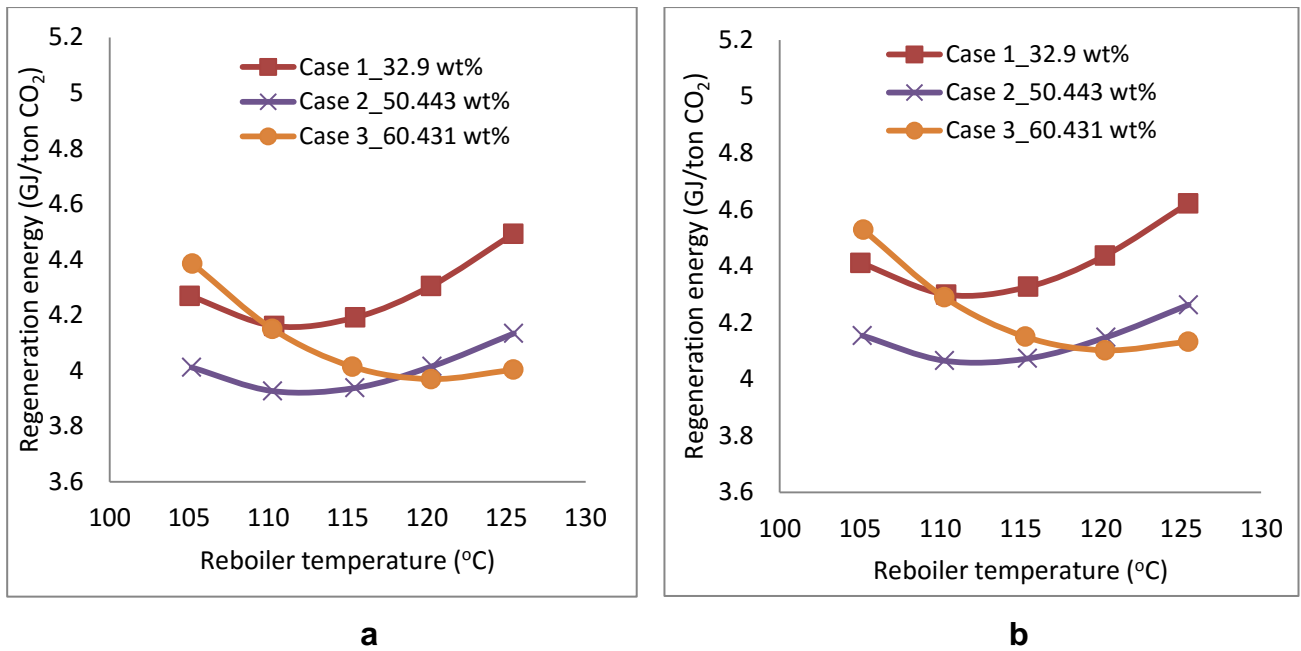 5.2
5
4.8
4.6
4.4
4.2
4
3.8
3.6
Regeneration energy (GJ/ton CO₂)
Case 1_32.9 wt%
Case 2_50.443 wt%
Case 3_60.431 wt%
100 105 110 115 120 125 130
Reboiler temperature (ºC)
a
5.2
5
4.8
4.6
4.4
4.2
4
3.8
3.6
Regeneration energy (GJ/ton CO₂)
Case 1_32.9 wt%
Case 2_50.443 wt%
Case 3_60.431 wt%
100 105 110 115 120 125 130
Reboiler temperature (ºC)
b